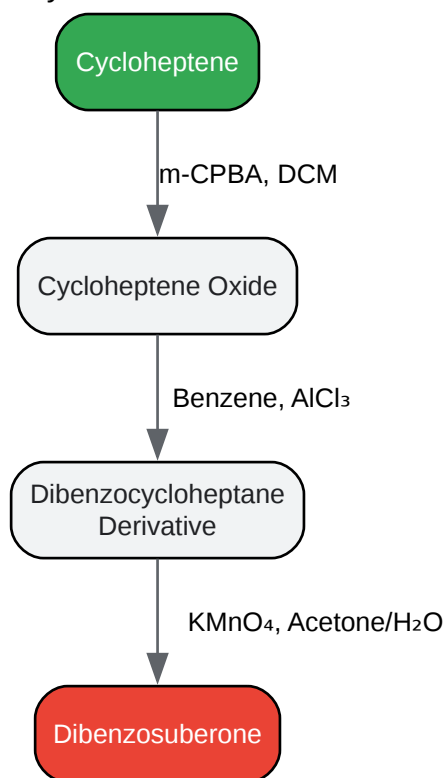 Cycloheptene
m-CPBA, DCM
Cycloheptene Oxide
Benzene, AlCl₃
Dibenzocycloheptane
Derivative
KMnO₄, Acetone/H₂O
Dibenzosuberone